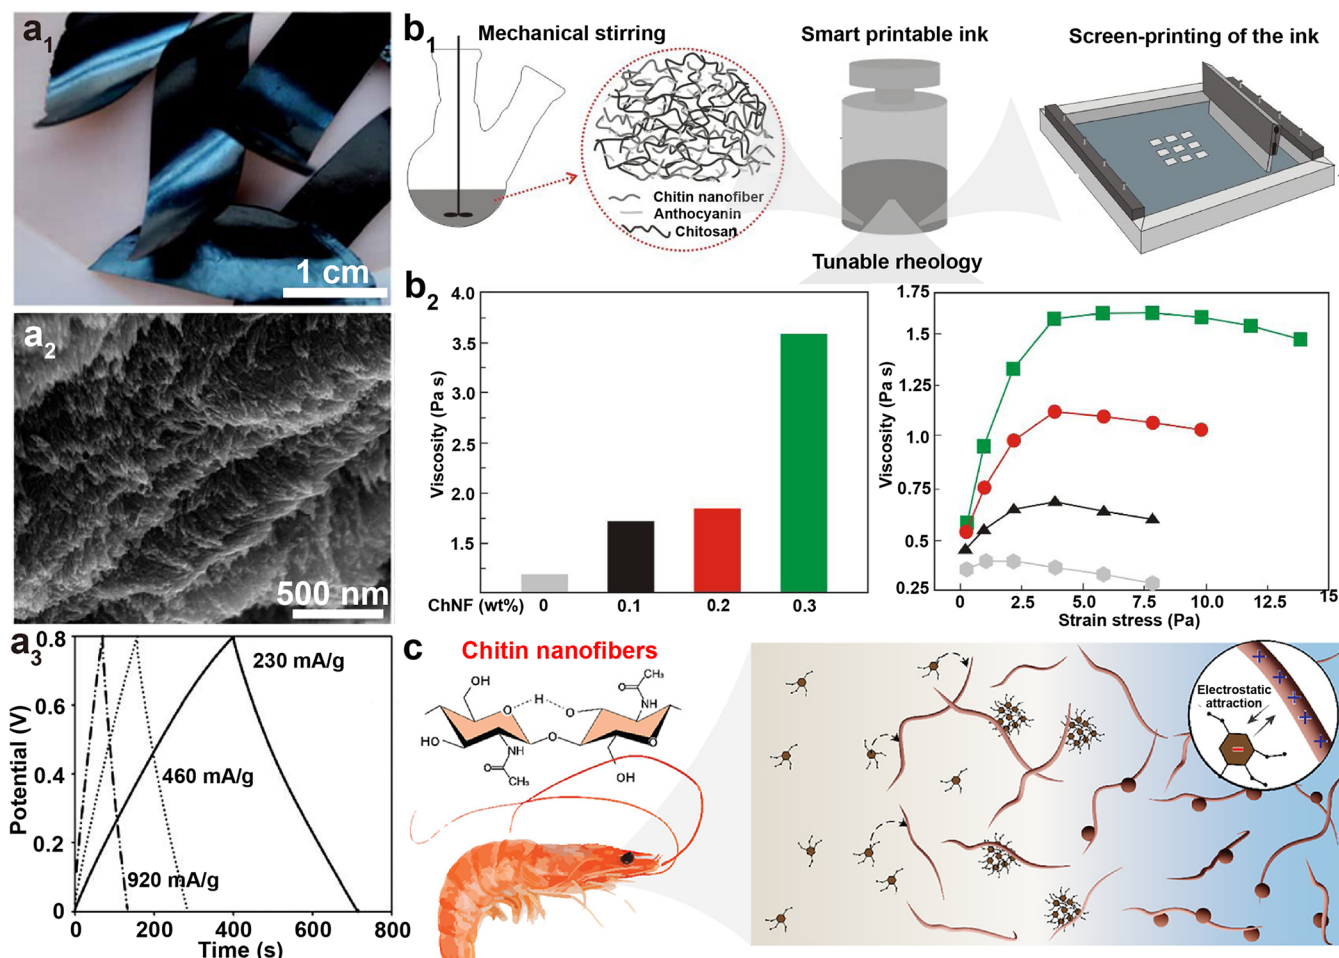 a1
1 cm
a2
500 nm
a3
0.8
0.6
0.4
0.2
0
Potential (V)
230 mA/g
460 mA/g
920 mA/g
0
200
400
600
800
Time (s)
b1
Mechanical stirring
Chitin nanofiber
Anthocyanin
Chitosan
Smart printable ink
Screen-printing of the ink
Tunable rheology
b2
4.0
3.5
3.0
2.5
2.0
1.5
Viscosity (Pa s)
ChNF (wt%)
0
0.1
0.2
0.3
1.75
1.5
1.25
1.0
0.75
0.5
0.25
Viscosity (Pa s)
0
2.5
5.0
7.5
10.0
12.5
15
Strain stress (Pa)
c
Chitin nanofibers
OH
O
H
O
CH₃
O
NH
HO
NH
O
O
O
CH₃
OH
Electrostatic
attraction
+
+
+
+
+
−